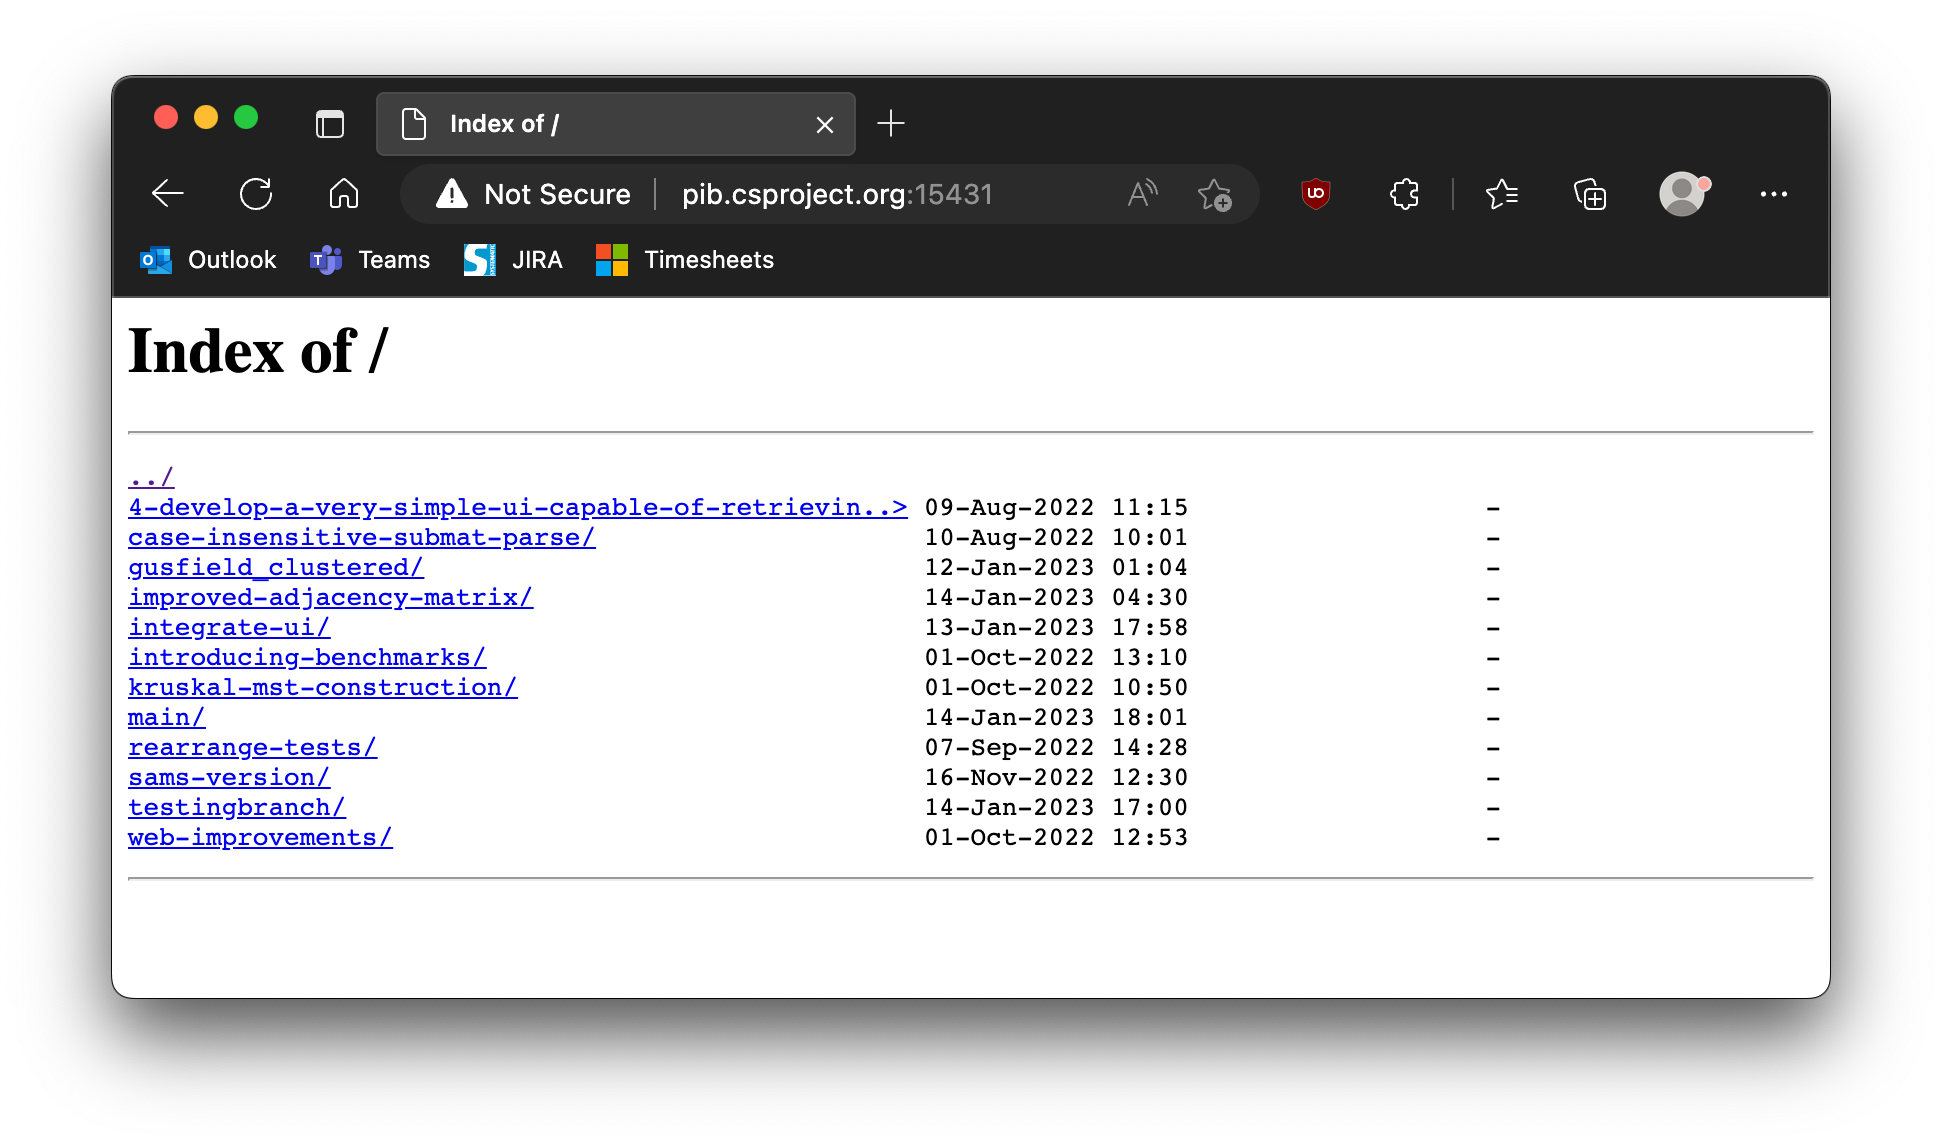 Index of /
Not Secure pib.csproject.org:15431
Outlook Teams JIRA Timesheets
Index of /
../
4-develop-a-very-simple-ui-capable-of-retrievin..> 09-Aug-2022 11:15 -
case-insensitive-submat-parse/ 10-Aug-2022 10:01 -
gusfield_clustered/ 12-Jan-2023 01:04 -
improved-adjacency-matrix/ 14-Jan-2023 04:30 -
integrate-ui/ 13-Jan-2023 17:58 -
introducing-benchmarks/ 01-Oct-2022 13:10 -
kruskal-mst-construction/ 01-Oct-2022 10:50 -
main/ 14-Jan-2023 18:01 -
rearrange-tests/ 07-Sep-2022 14:28 -
sams-version/ 16-Nov-2022 12:30 -
testingbranch/ 14-Jan-2023 17:00 -
web-improvements/ 01-Oct-2022 12:53 -